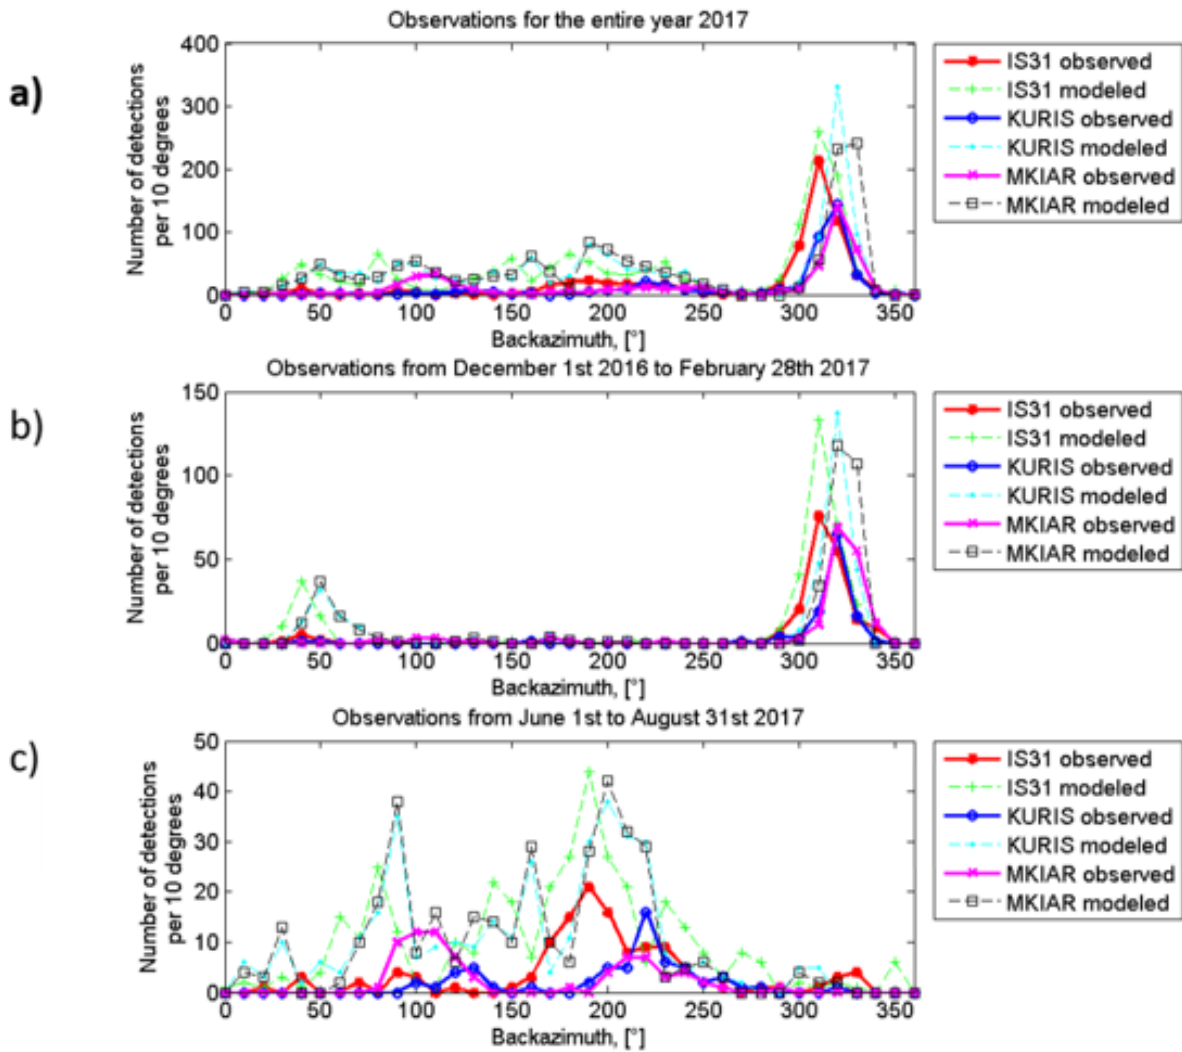 a)
Observations for the entire year 2017
Number of detections
per 10 degrees
400
300
200
100
0
0 50 100 150 200 250 300 350
Backazimuth, [°]
IS31 observed
IS31 modeled
KURIS observed
KURIS modeled
MKIAR observed
MKIAR modeled
b)
Observations from December 1st 2016 to February 28th 2017
Number of detections
per 10 degrees
150
100
50
0
0 50 100 150 200 250 300 350
Backazimuth, [°]
IS31 observed
IS31 modeled
KURIS observed
KURIS modeled
MKIAR observed
MKIAR modeled
c)
Observations from June 1st to August 31st 2017
Number of detections
per 10 degrees
50
40
30
20
10
0
0 50 100 150 200 250 300 350
Backazimuth, [°]
IS31 observed
IS31 modeled
KURIS observed
KURIS modeled
MKIAR observed
MKIAR modeled